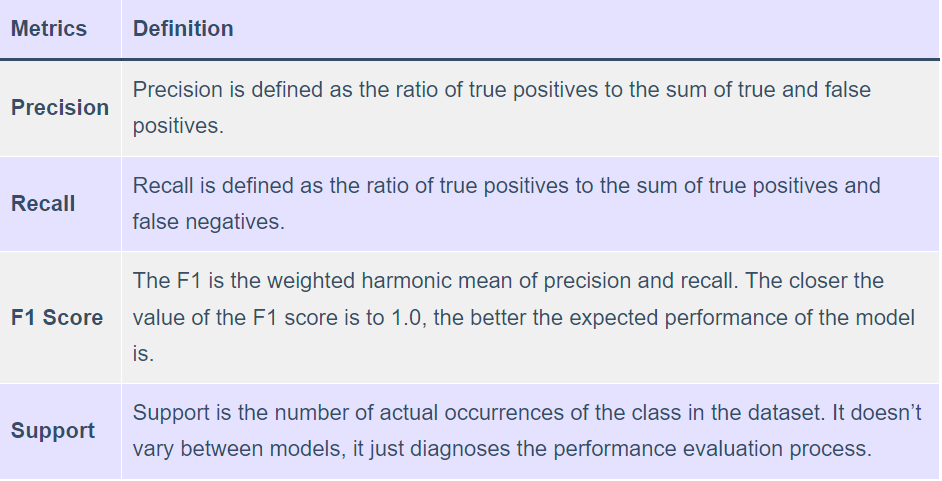 Metrics Definition
Precision is defined as the ratio of true positives to the sum of true and false
Precision
positives.
Recall is defined as the ratio of true positives to the sum of true positives and
Recall
false negatives.
The F1 is the weighted harmonic mean of precision and recall. The closer the
F1 Score value of the F1 score is to 1.0, the better the expected performance of the model
is.
Support is the number of actual occurrences of the class in the dataset. It doesn’t
Support
vary between models, it just diagnoses the performance evaluation process.